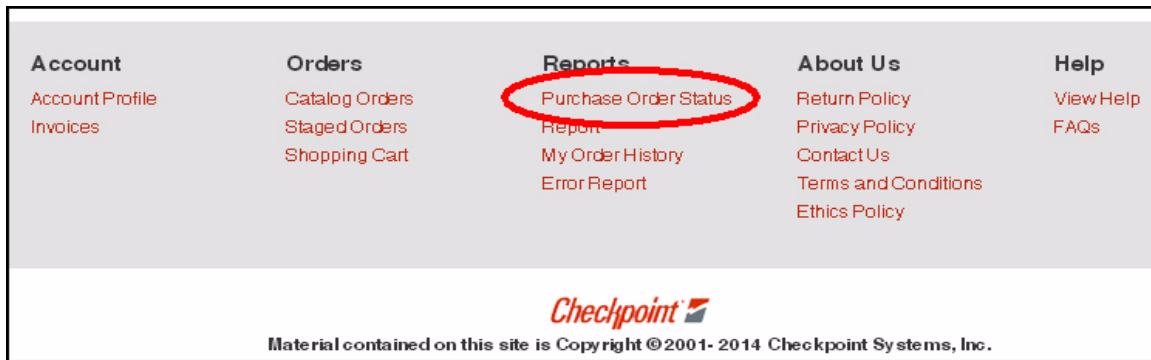 Account
Account Profile
Invoices
Orders
Catalog Orders
Staged Orders
Shopping Cart
Reports
Purchase Order Status
Report
My Order History
Error Report
About Us
Return Policy
Privacy Policy
Contact Us
Terms and Conditions
Ethics Policy
Help
View Help
FAQs
Checkpoint
Material contained on this site is Copyright ©2001- 2014 Checkpoint Systems, Inc.